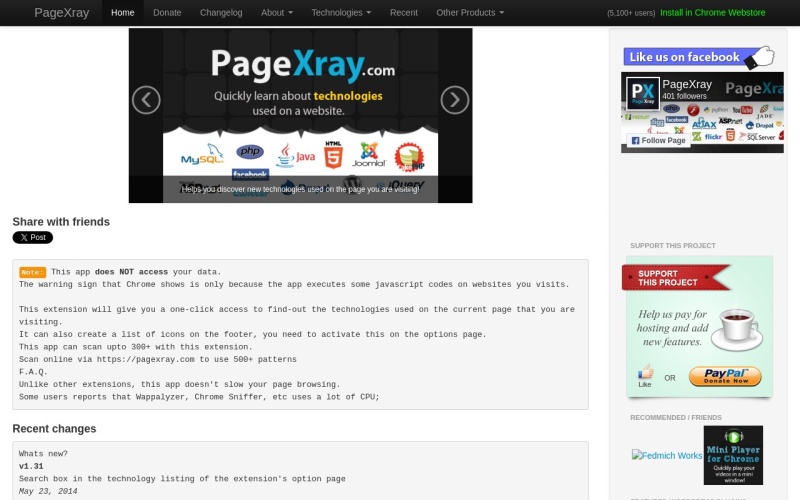 PageXray Home Donate Changelog About Technologies Recent Other Products (5,100+ users) Install in Chrome Webstore
PageXray.com
Quickly learn about technologies
used on a website.
MySQL php Java HTML Joomla!
facebook
Helps you discover new technologies used on the page you are visiting!
Share with friends
Post
Note: This app does NOT access your data.
The warning sign that Chrome shows is only because the app executes some javascript codes on websites you visits.
This extension will give you a one-click access to find-out the technologies used on the current page that you are
visiting.
It can also create a list of icons on the footer, you need to activate this on the options page.
This app can scan upto 300+ with this extension.
Scan online via https://pagexray.com to use 500+ patterns
F.A.Q.
Unlike other extensions, this app doesn't slow your page browsing.
Some users reports that Wappalyzer, Chrome Sniffer, etc uses a lot of CPU;
Recent changes
Whats new?
v1.31
Search box in the technology listing of the extension's option page
May 23, 2014
Like us on facebook
PX
PageXray
PageXray
401 followers
Follow Page
SUPPORT THIS PROJECT
SUPPORT
THIS PROJECT
Help us pay for
hosting and add
new features.
Like OR PayPal
Donate Now
RECOMMENDED / FRIENDS
Fedmich Works
Mini Player
for Chrome
Quickly play your
videos in a mini
window!